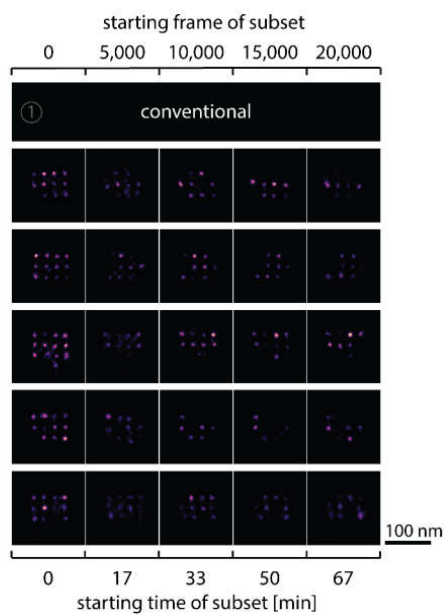 starting frame of subset
0 5,000 10,000 15,000 20,000
1 conventional
100 nm
0 17 33 50 67
starting time of subset [min]